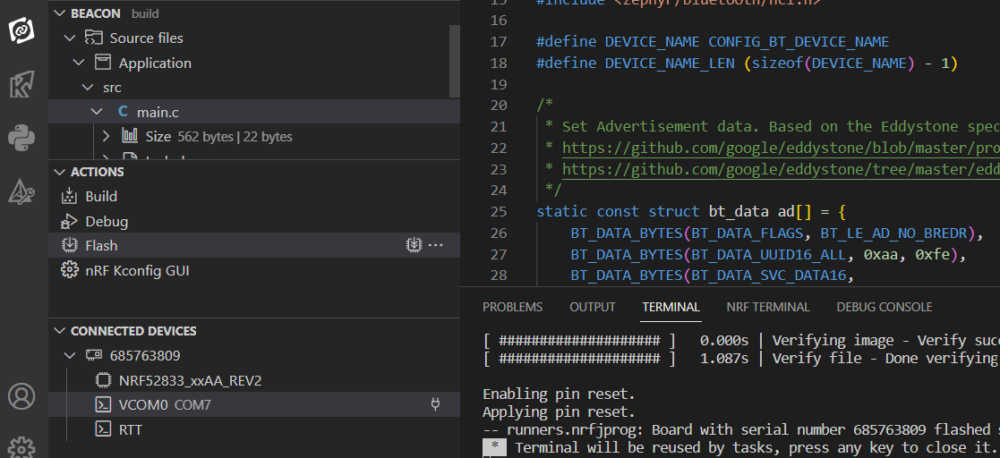 BEACON build
Source files
Application
src
C main.c
Size 562 bytes | 22 bytes
ACTIONS
Build
Debug
Flash
nRF Kconfig GUI
CONNECTED DEVICES
685763809
NRF52833_xxAA_REV2
VCOM0 COM7
RTT
15 #include <zephyr/bluetooth/hci.h>
16
17 #define DEVICE_NAME CONFIG_BT_DEVICE_NAME
18 #define DEVICE_NAME_LEN (sizeof(DEVICE_NAME) - 1)
19
20 /*
21 * Set Advertisement data. Based on the Eddystone spec
22 * https://github.com/google/eddystone/blob/master/pro
23 * https://github.com/google/eddystone/tree/master/edd
24 */
25 static const struct bt_data ad[] = {
26 BT_DATA_BYTES(BT_DATA_FLAGS, BT_LE_AD_NO_BREDR),
27 BT_DATA_BYTES(BT_DATA_UUID16_ALL, 0xaa, 0xfe),
28 BT_DATA_BYTES(BT_DATA_SVC_DATA16,
PROBLEMS OUTPUT TERMINAL NRF TERMINAL DEBUG CONSOLE
[ #################### ] 0.000s | Verifying image - Verify suc
[ #################### ] 1.087s | Verify file - Done verifying
Enabling pin reset.
Applying pin reset.
-- runners.nrfjprog: Board with serial number 685763809 flashed s
* Terminal will be reused by tasks, press any key to close it.